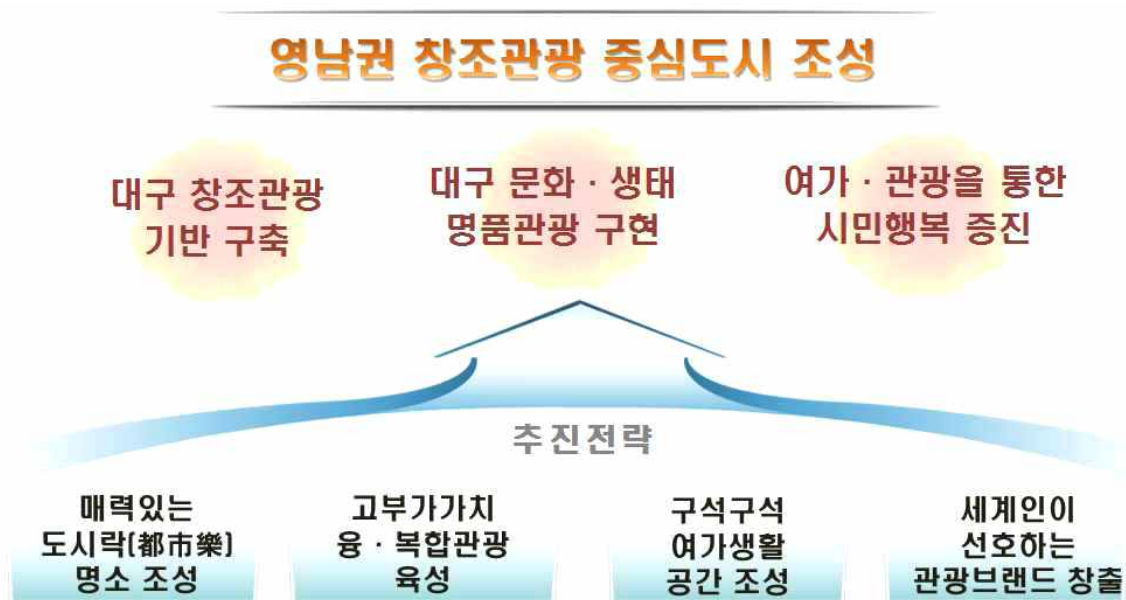 영남권 창조관광 중심도시 조성
대구 창조관광
기반 구축
대구 문화 · 생태
명품관광 구현
여가 · 관광을 통한
시민행복 증진
추진전략
매력있는
도시락(都市樂)
명소 조성
고부가가치
융 · 복합관광
육성
구석구석
여가생활
공간 조성
세계인이
선호하는
관광브랜드 창출